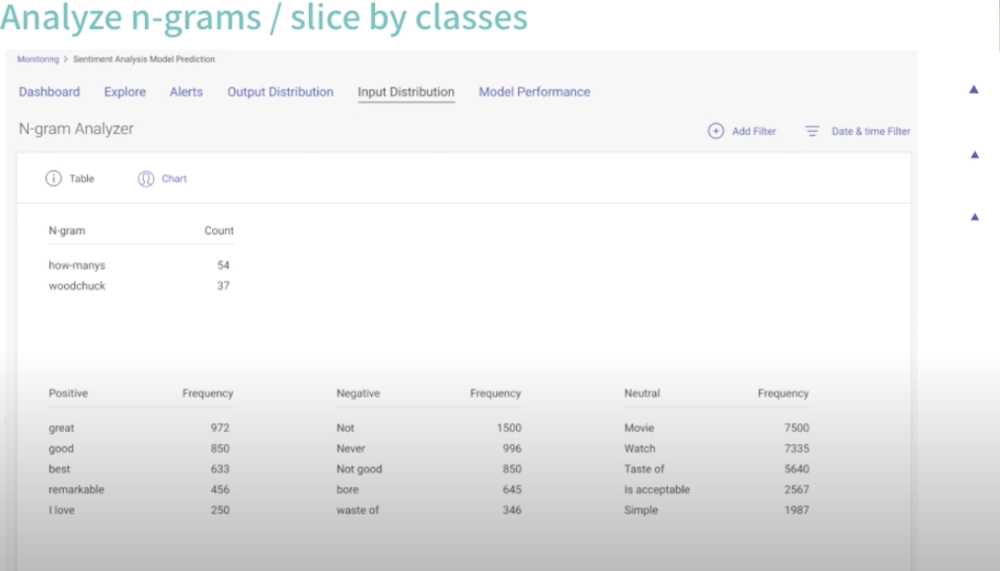 Analyze n-grams / slice by classes
Monitoring > Sentiment Analysis Model Prediction
Dashboard Explore Alerts Output Distribution Input Distribution Model Performance
N-gram Analyzer
Add Filter Date & time Filter
Table Chart
N-gram Count
how-manys 54
woodchuck 37
Positive Frequency Negative Frequency Neutral Frequency
great 972 Not 1500 Movie 7500
good 850 Never 996 Watch 7335
best 633 Not good 850 Taste of 5640
remarkable 456 bore 645 Is acceptable 2567
I love 250 waste of 346 Simple 1987